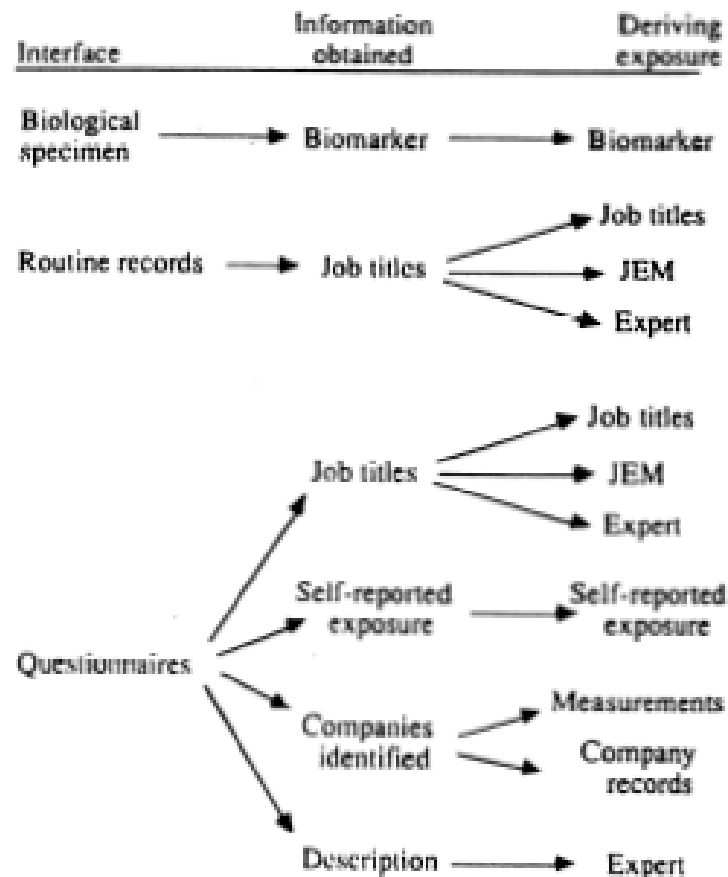 Interface
Information
obtained
Deriving
exposure
Biological
specimen
Biomarker
Biomarker
Routine records
Job titles
Job titles
JEM
Expert
Questionnaires
Job titles
Job titles
JEM
Expert
Self-reported
exposure
Self-reported
exposure
Companies
identified
Measurements
Company
records
Description
Expert